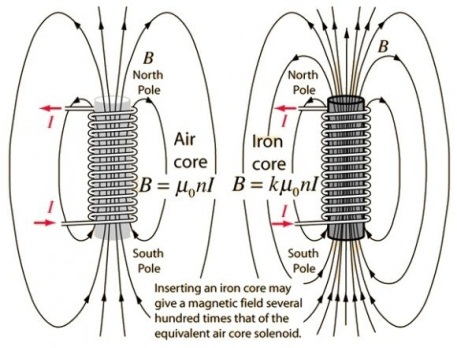 B
North
Pole
I
Air
core
B = μ₀nI
I
South
Pole
B
North
Pole
I
Iron
core
B = kμ₀nI
I
South
Pole
Inserting an iron core may
give a magnetic field several
hundred times that of the
equivalent air core solenoid.